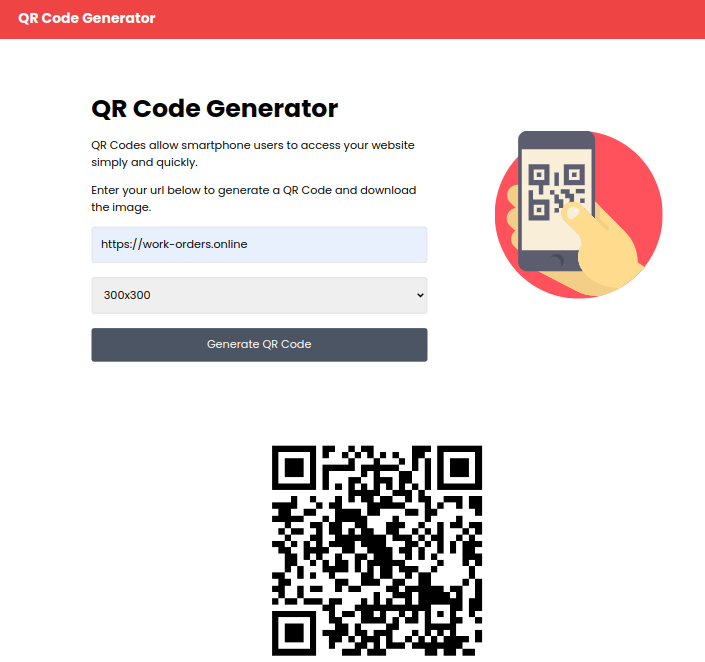 QR Code Generator
QR Code Generator
QR Codes allow smartphone users to access your website
simply and quickly.
Enter your url below to generate a QR Code and download
the image.
https://work-orders.online
300x300
Generate QR Code